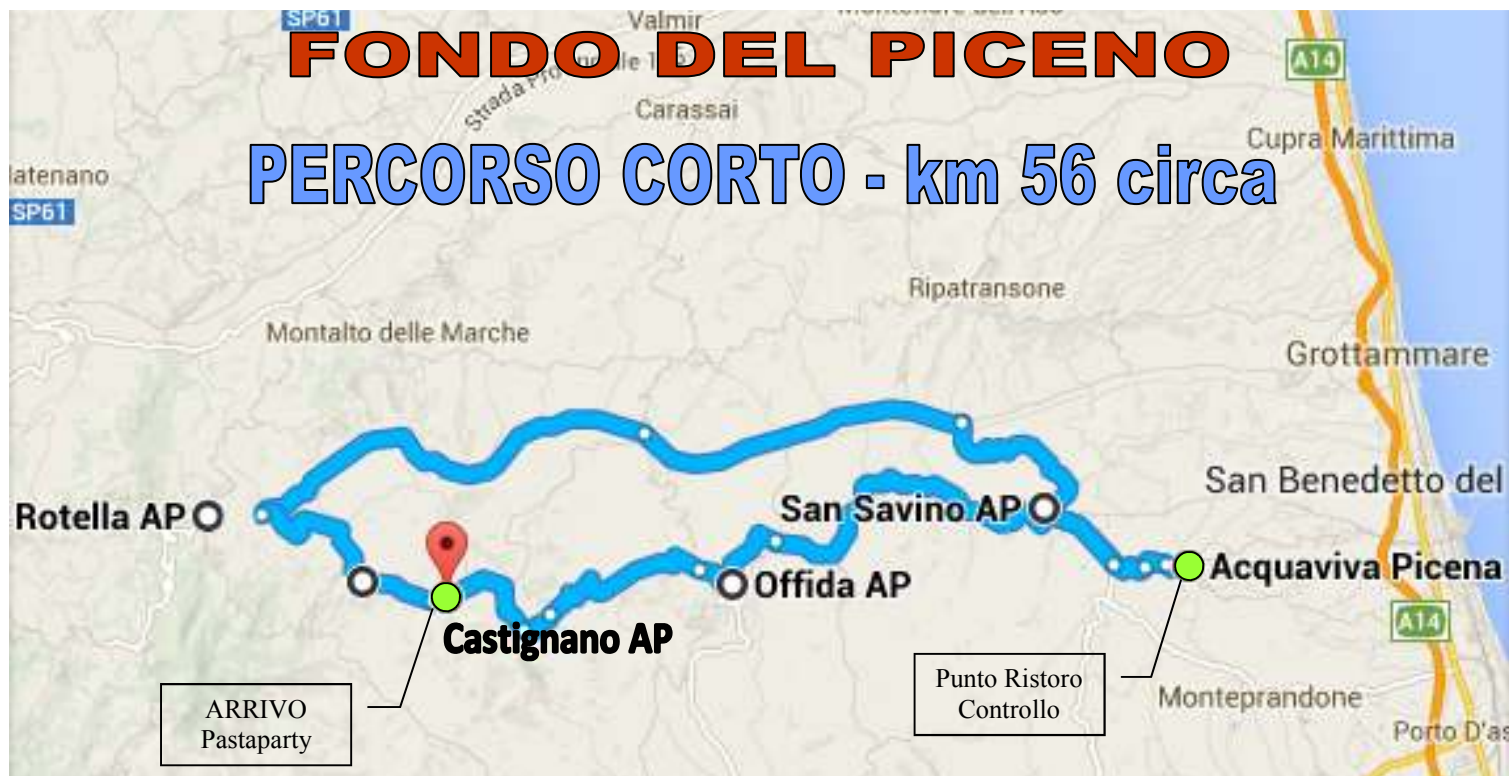 SP61
Valmir
FONDO DEL PICENO
Strada Pro
Carassai
A14
Cupra Marittima
PERCORSO CORTO - km 56 circa
latenano
SP61
Ripatransone
Montalto delle Marche
Grottammare
San Benedetto del
San Savino AP
Rotella AP
Acquaviva Picena
Offida AP
A14
Castignano AP
Punto Ristoro
Controllo
Monteprandone
ARRIVO
Pastaparty
Porto D'as